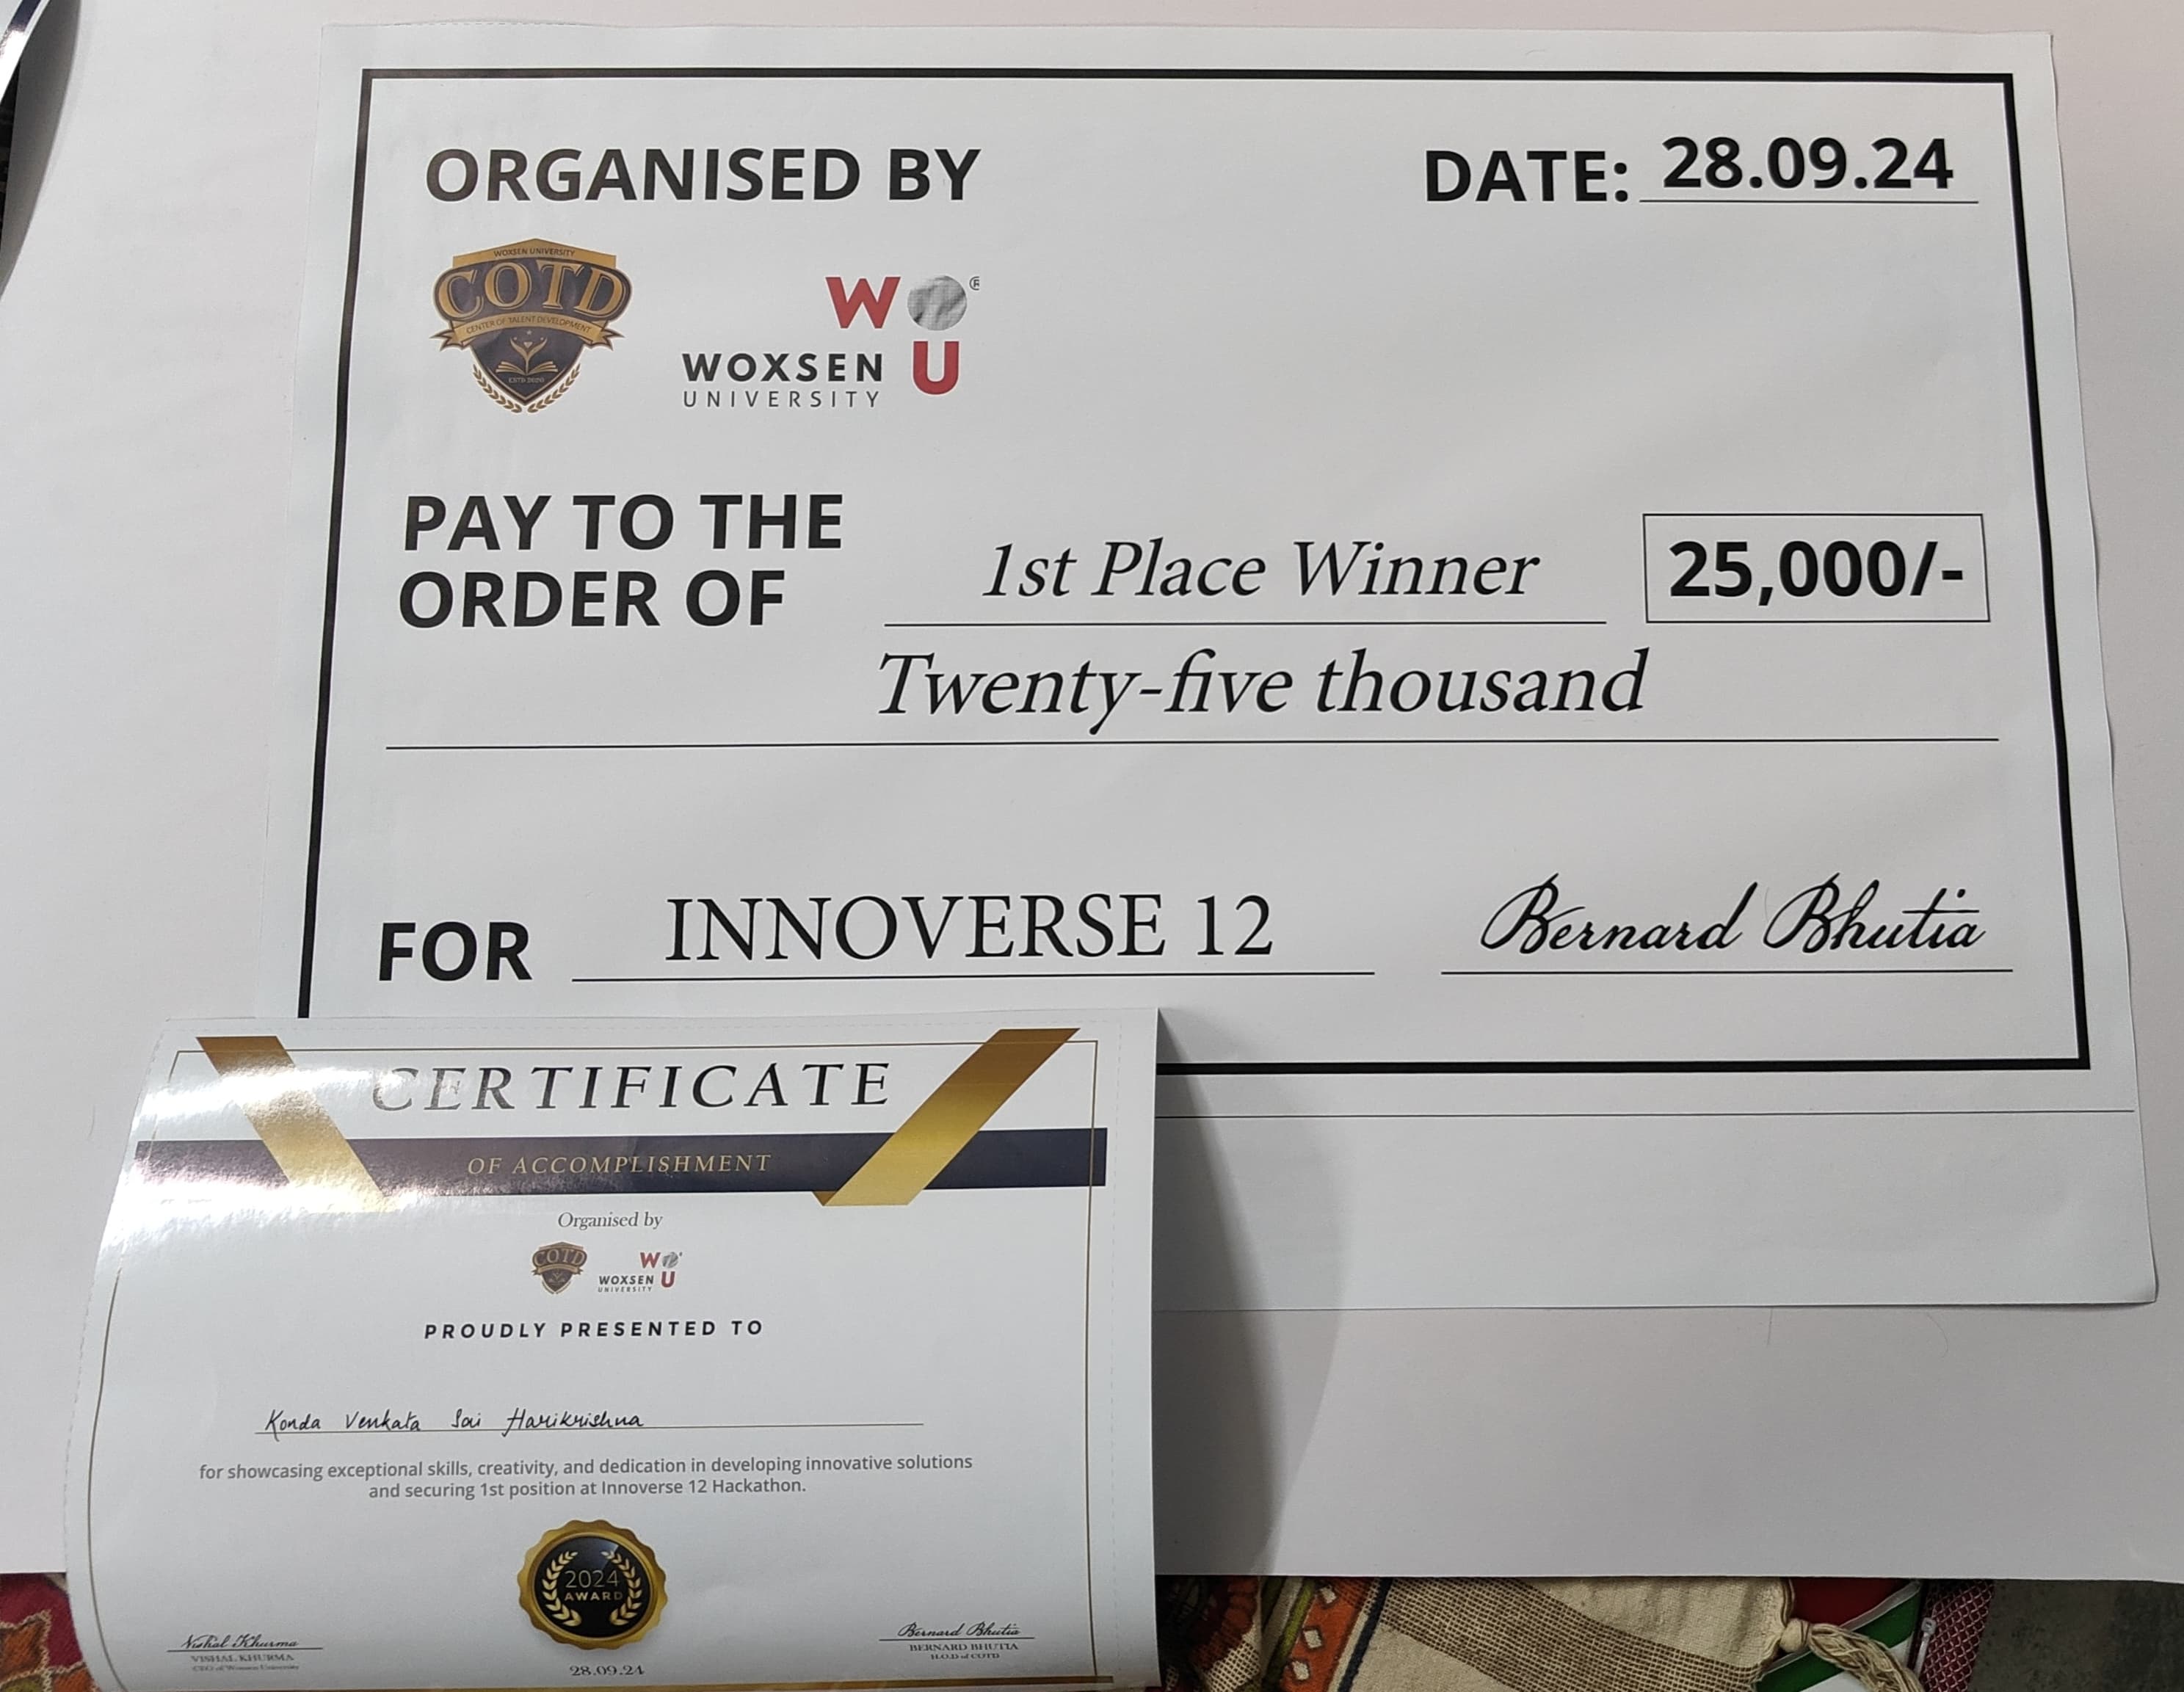 ORGANISED BY
DATE: 28.09.24
WOXSEN UNIVERSITY
COTD
CENTER OF TALENT DEVELOPMENT
ESTD 2020
W ®
WOXSEN U
UNIVERSITY
PAY TO THE
ORDER OF
1st Place Winner
25,000/-
Twenty-five thousand
FOR INNOVERSE 12
Bernard Bhutia
CERTIFICATE
OF ACCOMPLISHMENT
Organised by
COTD
W
WOXSEN U
UNIVERSITY
PROUDLY PRESENTED TO
Konda Venkata Sai Harikrishna
for showcasing exceptional skills, creativity, and dedication in developing innovative solutions
and securing 1st position at Innoverse 12 Hackathon.
2024
AWARD
Vishal Khurma
VISHAL KHURMA
CEO of Woxsen University
Bernard Bhutia
BERNARD BHUTIA
H.O.D of COTD
28.09.24